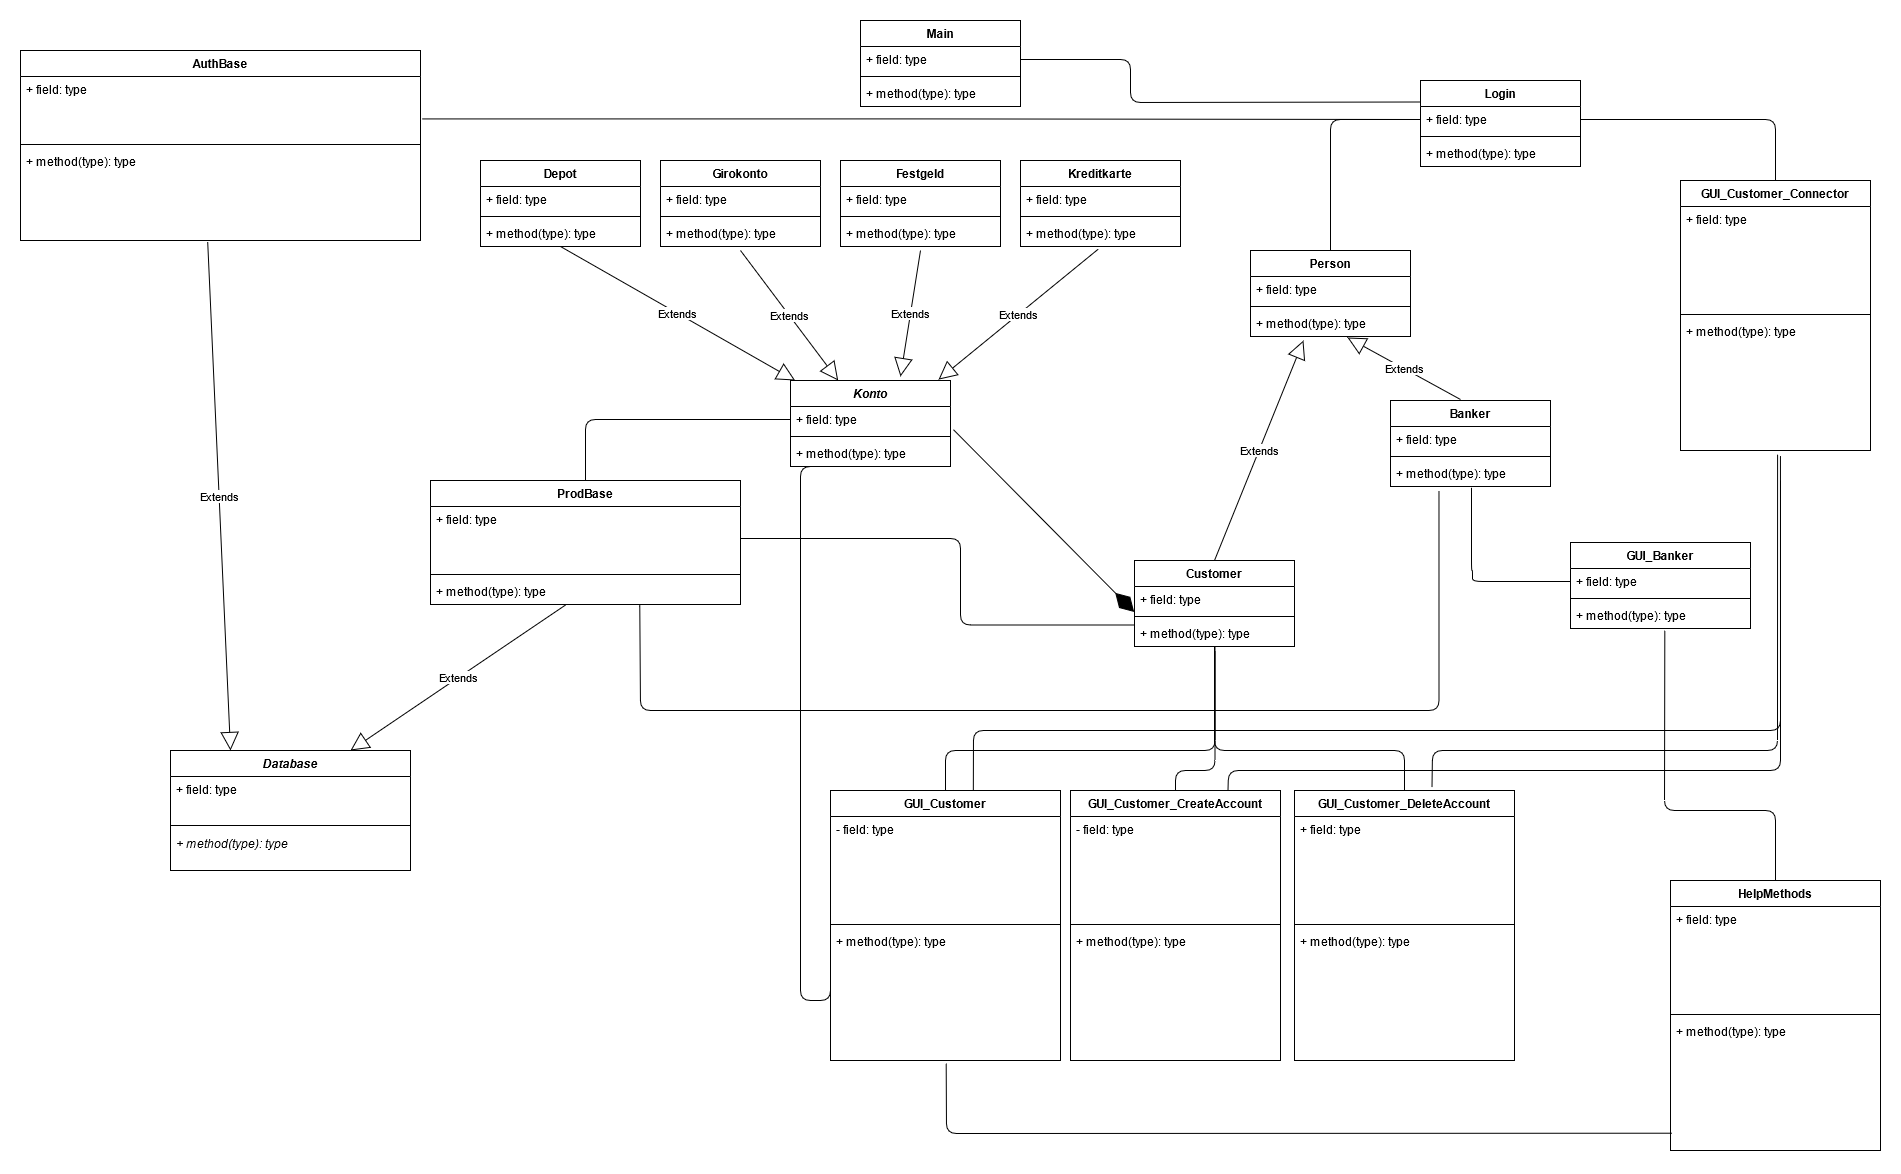 Main
+ field: type
+ method(type): type
AuthBase
+ field: type
+ method(type): type
Login
+ field: type
+ method(type): type
Depot
+ field: type
+ method(type): type
Girokonto
+ field: type
+ method(type): type
Festgeld
+ field: type
+ method(type): type
Kreditkarte
+ field: type
+ method(type): type
GUI_Customer_Connector
+ field: type
+ method(type): type
Person
+ field: type
+ method(type): type
Extends
Extends
Extends
Extends
Extends
Konto
+ field: type
+ method(type): type
Banker
+ field: type
+ method(type): type
Extends
Extends
ProdBase
+ field: type
+ method(type): type
Customer
+ field: type
+ method(type): type
GUI_Banker
+ field: type
+ method(type): type
Extends
Database
+ field: type
+ method(type): type
GUI_Customer
- field: type
+ method(type): type
GUI_Customer_CreateAccount
- field: type
+ method(type): type
GUI_Customer_DeleteAccount
+ field: type
+ method(type): type
HelpMethods
+ field: type
+ method(type): type